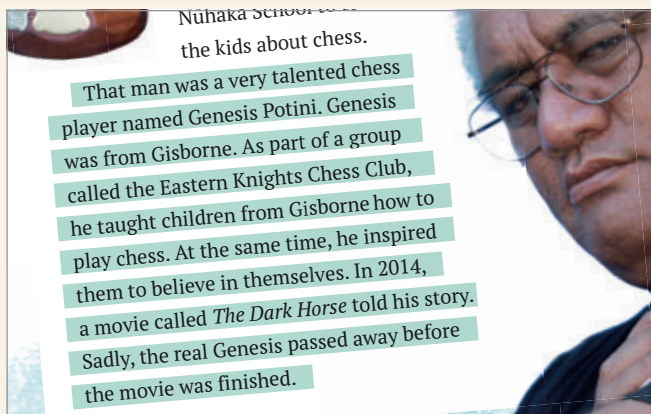 Nūhaka School to
the kids about chess.
That man was a very talented chess
player named Genesis Potini. Genesis
was from Gisborne. As part of a group
called the Eastern Knights Chess Club,
he taught children from Gisborne how to
play chess. At the same time, he inspired
them to believe in themselves. In 2014,
a movie called The Dark Horse told his story.
Sadly, the real Genesis passed away before
the movie was finished.